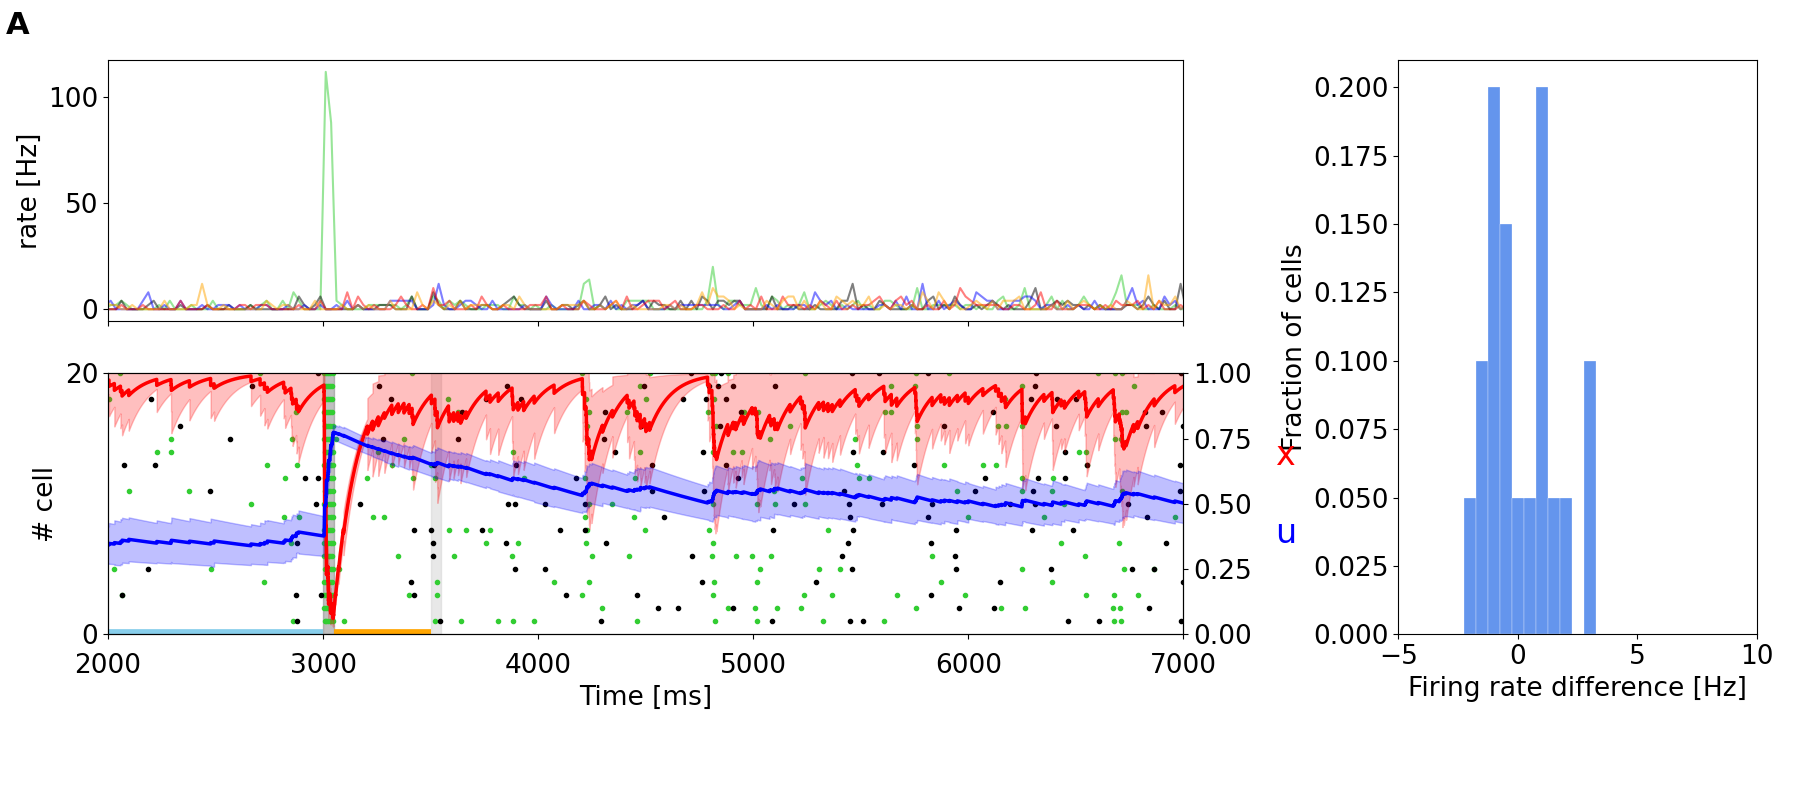 A
rate [Hz]
100
50
0
# cell
20
0
1.00
0.75
0.50
0.25
0.00
x
u
2000 3000 4000 5000 6000 7000
Time [ms]
Fraction of cells
0.200
0.175
0.150
0.125
0.100
0.075
0.050
0.025
0.000
−5 0 5 10
Firing rate difference [Hz]